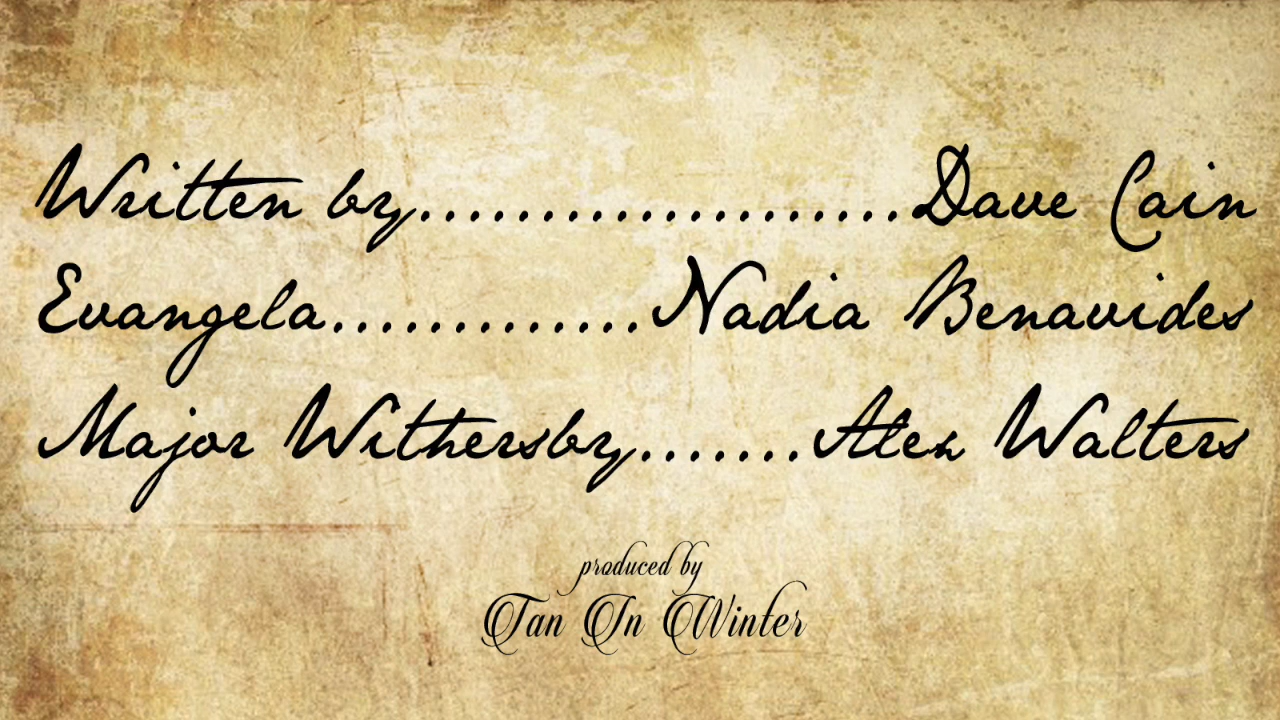 Written by....................Dave Cain
Evangela.............Nadia Benavides
Major Withersby.......Alex Walters
produced by
Tan In Winter